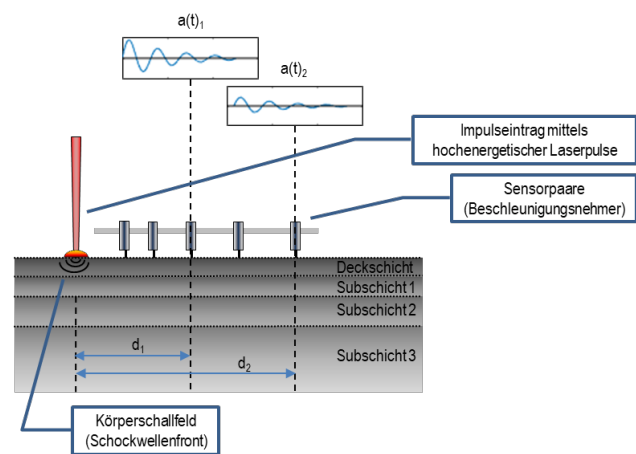 a(t)₁
a(t)₂
Impulseintrag mittels
hochenergetischer Laserpulse
Sensorpaare
(Beschleunigungsnehmer)
Deckschicht
Subschicht 1
Subschicht 2
d₁
d₂
Subschicht 3
Körperschallfeld
(Schockwellenfront)